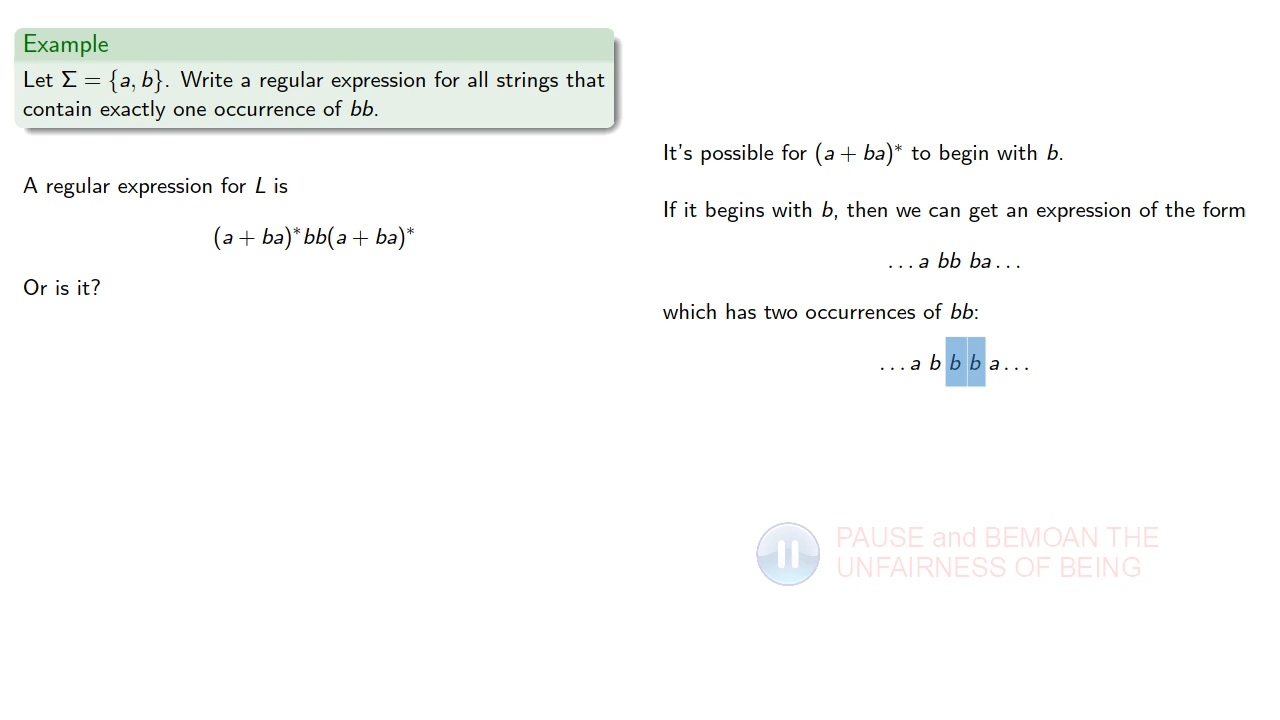 Example
Let Σ = {a, b}. Write a regular expression for all strings that
contain exactly one occurrence of bb.
A regular expression for L is
(a + ba)*bb(a + ba)*
Or is it?
It's possible for (a + ba)* to begin with b.
If it begins with b, then we can get an expression of the form
...a bb ba...
which has two occurrences of bb:
...a b b b a...
PAUSE and BEMOAN THE
UNFAIRNESS OF BEING